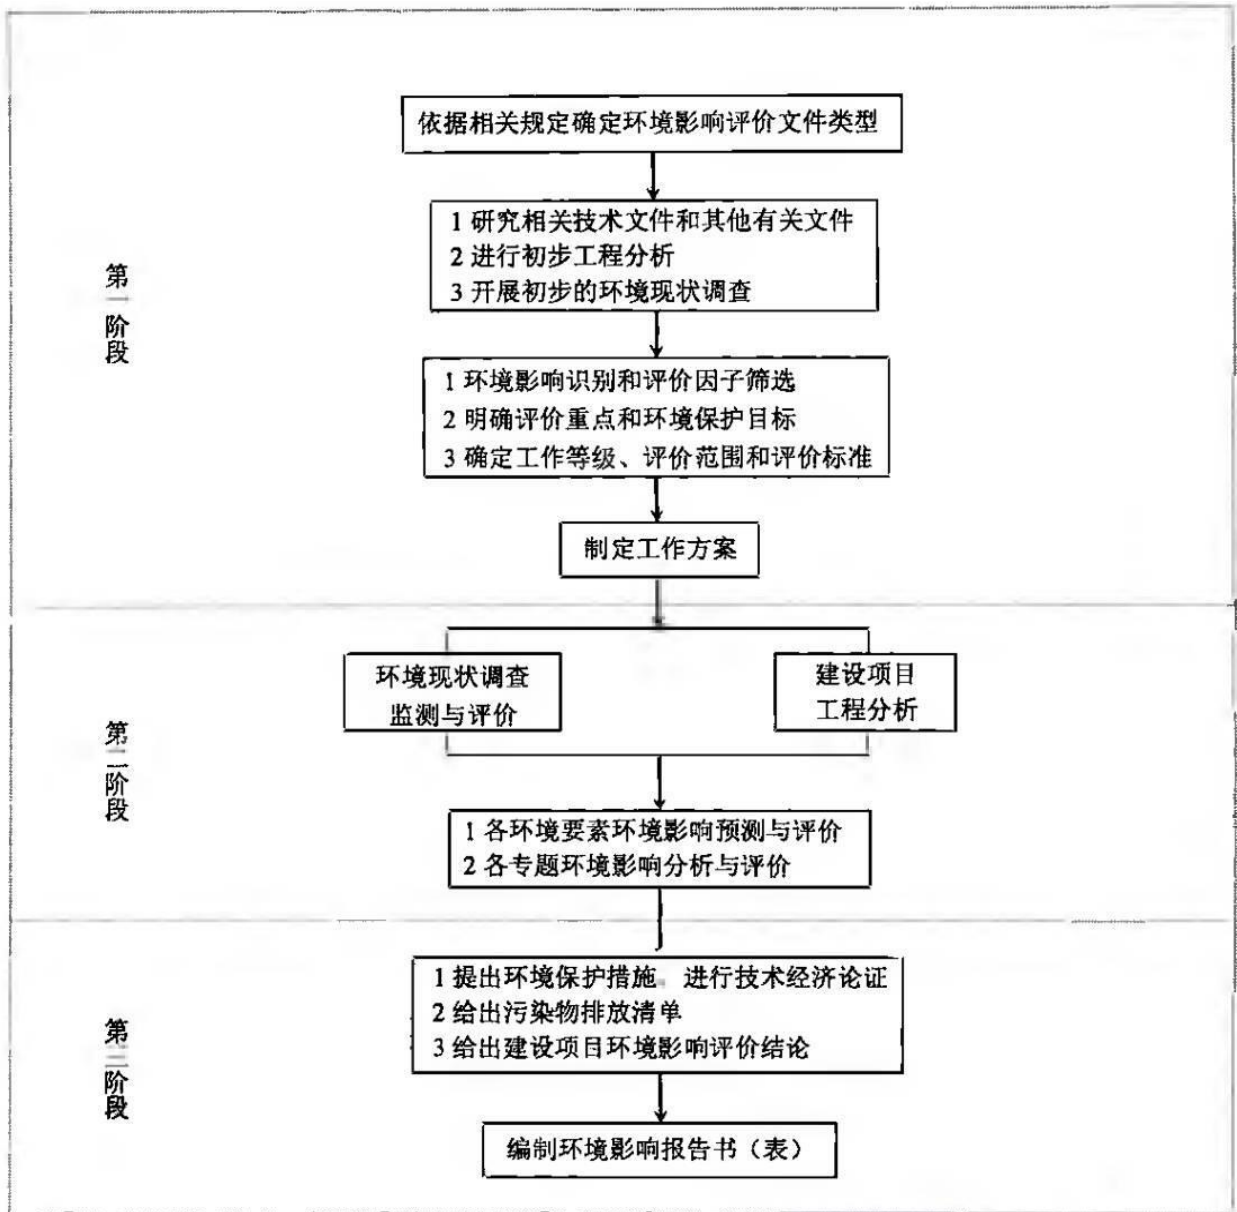 依据相关规定确定环境影响评价文件类型
1 研究相关技术文件和其他有关文件
2 进行初步工程分析
3 开展初步的环境现状调查
第一阶段
1 环境影响识别和评价因子筛选
2 明确评价重点和环境保护目标
3 确定工作等级、评价范围和评价标准
制定工作方案
环境现状调查
监测与评价
建设项目
工程分析
第二阶段
1 各环境要素环境影响预测与评价
2 各专题环境影响分析与评价
1 提出环境保护措施,进行技术经济论证
2 给出污染物排放清单
3 给出建设项目环境影响评价结论
第三阶段
编制环境影响报告书（表）